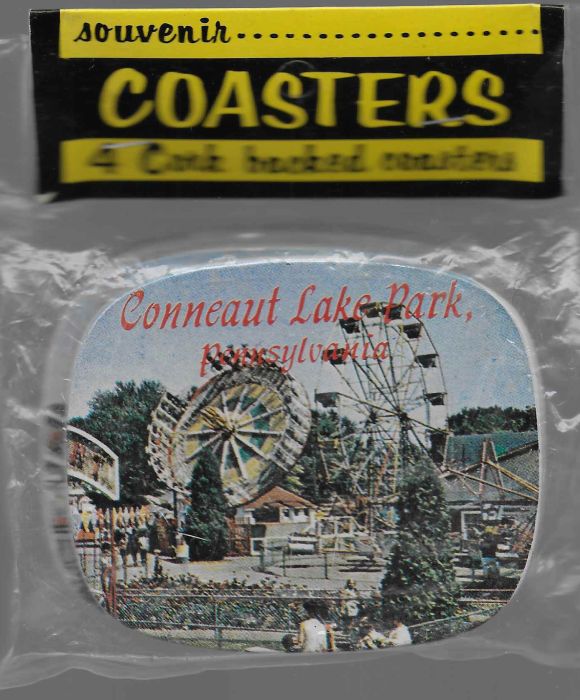 souvenir
COASTERS
4 Cork backed coasters
Conneaut Lake Park,
Pennsylvania